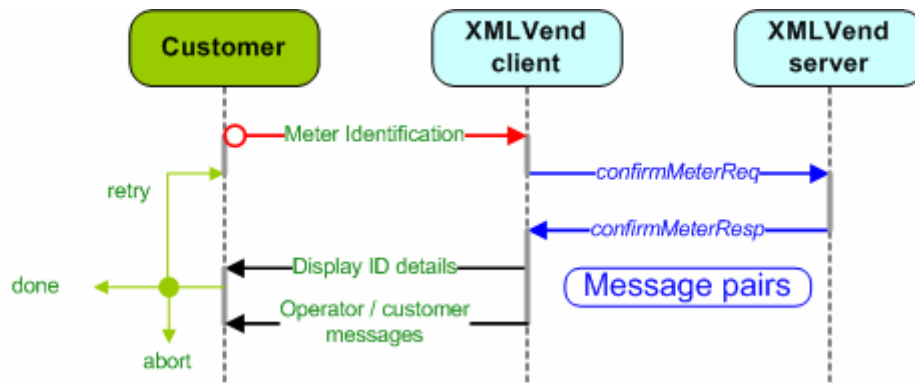 Customer
XMLVend
client
XMLVend
server
Meter Identification
confirmMeterReq
retry
confirmMeterResp
Display ID details
done
Message pairs
Operator / customer
messages
abort